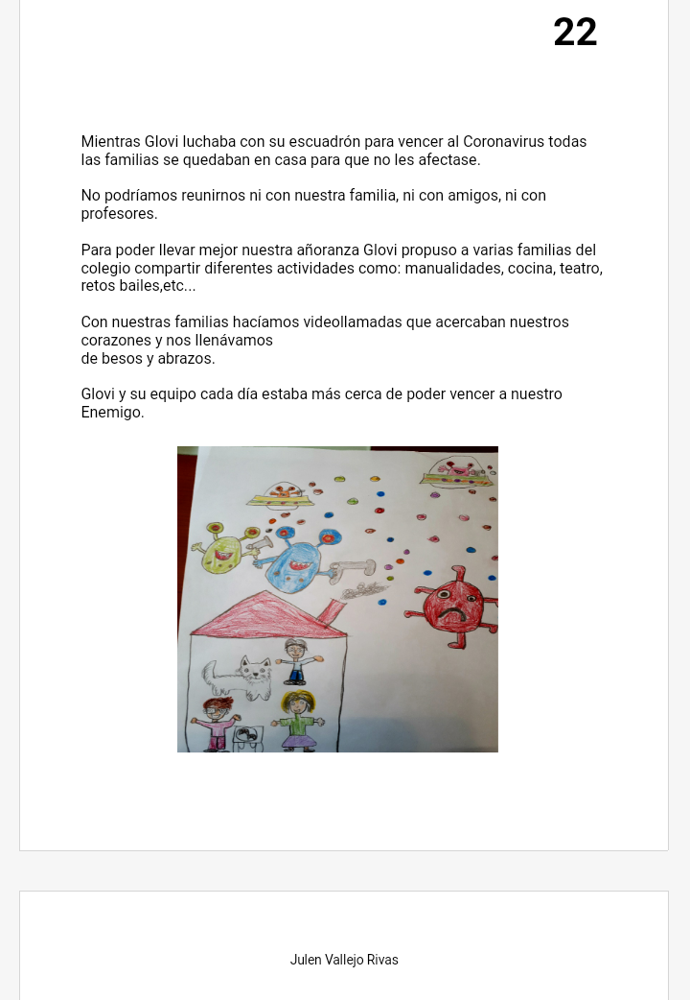 22
Mientras Glovi luchaba con su escuadrón para vencer al Coronavirus todas
las familias se quedaban en casa para que no les afectase.
No podríamos reunirnos ni con nuestra familia, ni con amigos, ni con
profesores.
Para poder llevar mejor nuestra añoranza Glovi propuso a varias familias del
colegio compartir diferentes actividades como: manualidades, cocina, teatro,
retos bailes,etc...
Con nuestras familias hacíamos videollamadas que acercaban nuestros
corazones y nos llenávamos
de besos y abrazos.
Glovi y su equipo cada día estaba más cerca de poder vencer a nuestro
Enemigo.
Julen Vallejo Rivas